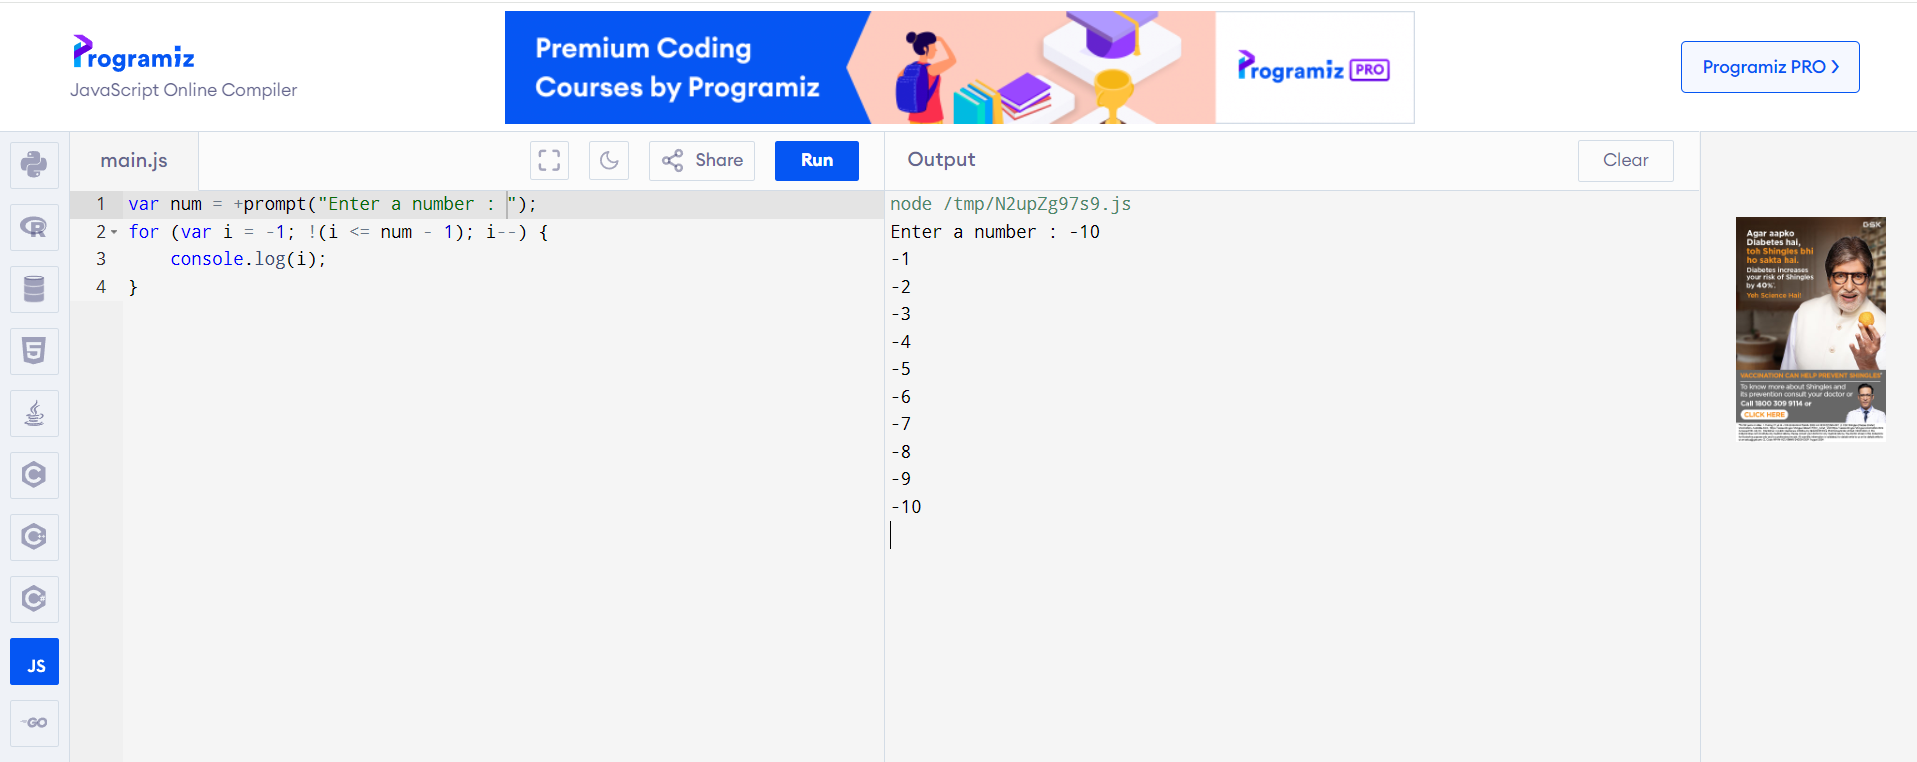 Programiz
JavaScript Online Compiler
Premium Coding
Courses by Programiz
Programiz PRO
Programiz PRO
main.js
Share
Run
Output
Clear
1 var num = +prompt("Enter a number : ");
2 for (var i = -1; !(i <= num - 1); i--) {
3 console.log(i);
4 }
node /tmp/N2upZg97s9.js
Enter a number : -10
-1
-2
-3
-4
-5
-6
-7
-8
-9
-10
R
5
C
C
C
JS
GO
GSK
Agar aapko
Diabetes hai,
toh Shingles bhi
ho sakta hai.
Diabetes increases
your risk of Shingles
by 40%.
Yeh Science Hai!
VACCINATION CAN HELP PREVENT SHINGLES*
To know more about Shingles and
its prevention consult your doctor or
Call 1800 309 9114 or
CLICK HERE